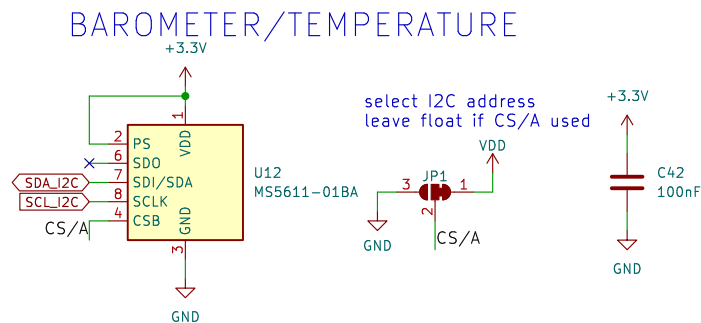 BAROMETER/TEMPERATURE
+3.3V
1
VDD
2 PS
6 SDO
SDA_I2C 7 SDI/SDA
SCL_I2C 8 SCLK
CS/A 4 CSB
GND
3
GND
U12
MS5611-01BA
select I2C address
leave float if CS/A used
VDD
JP1
3 1
2
GND
CS/A
+3.3V
C42
100nF
GND